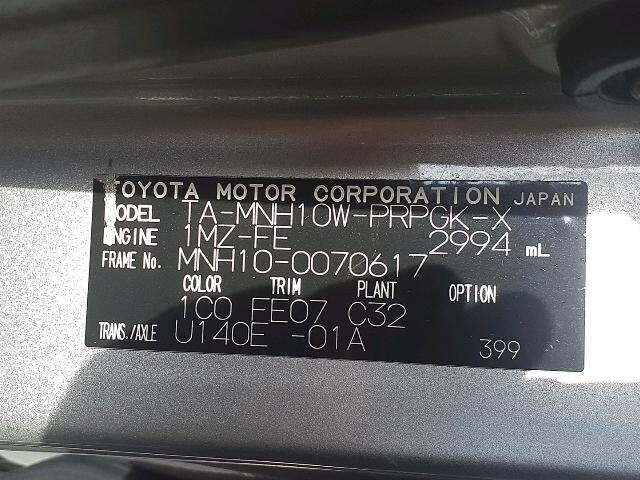 TOYOTA MOTOR CORPORATION JAPAN
MODEL TA-MNH10W-PRPGK-X
ENGINE 1MZ-FE 2994 mL
FRAME No. MNH10-0070617
COLOR TRIM PLANT OPTION
1C0 FE07 C32
TRANS./AXLE U140E -01A
399